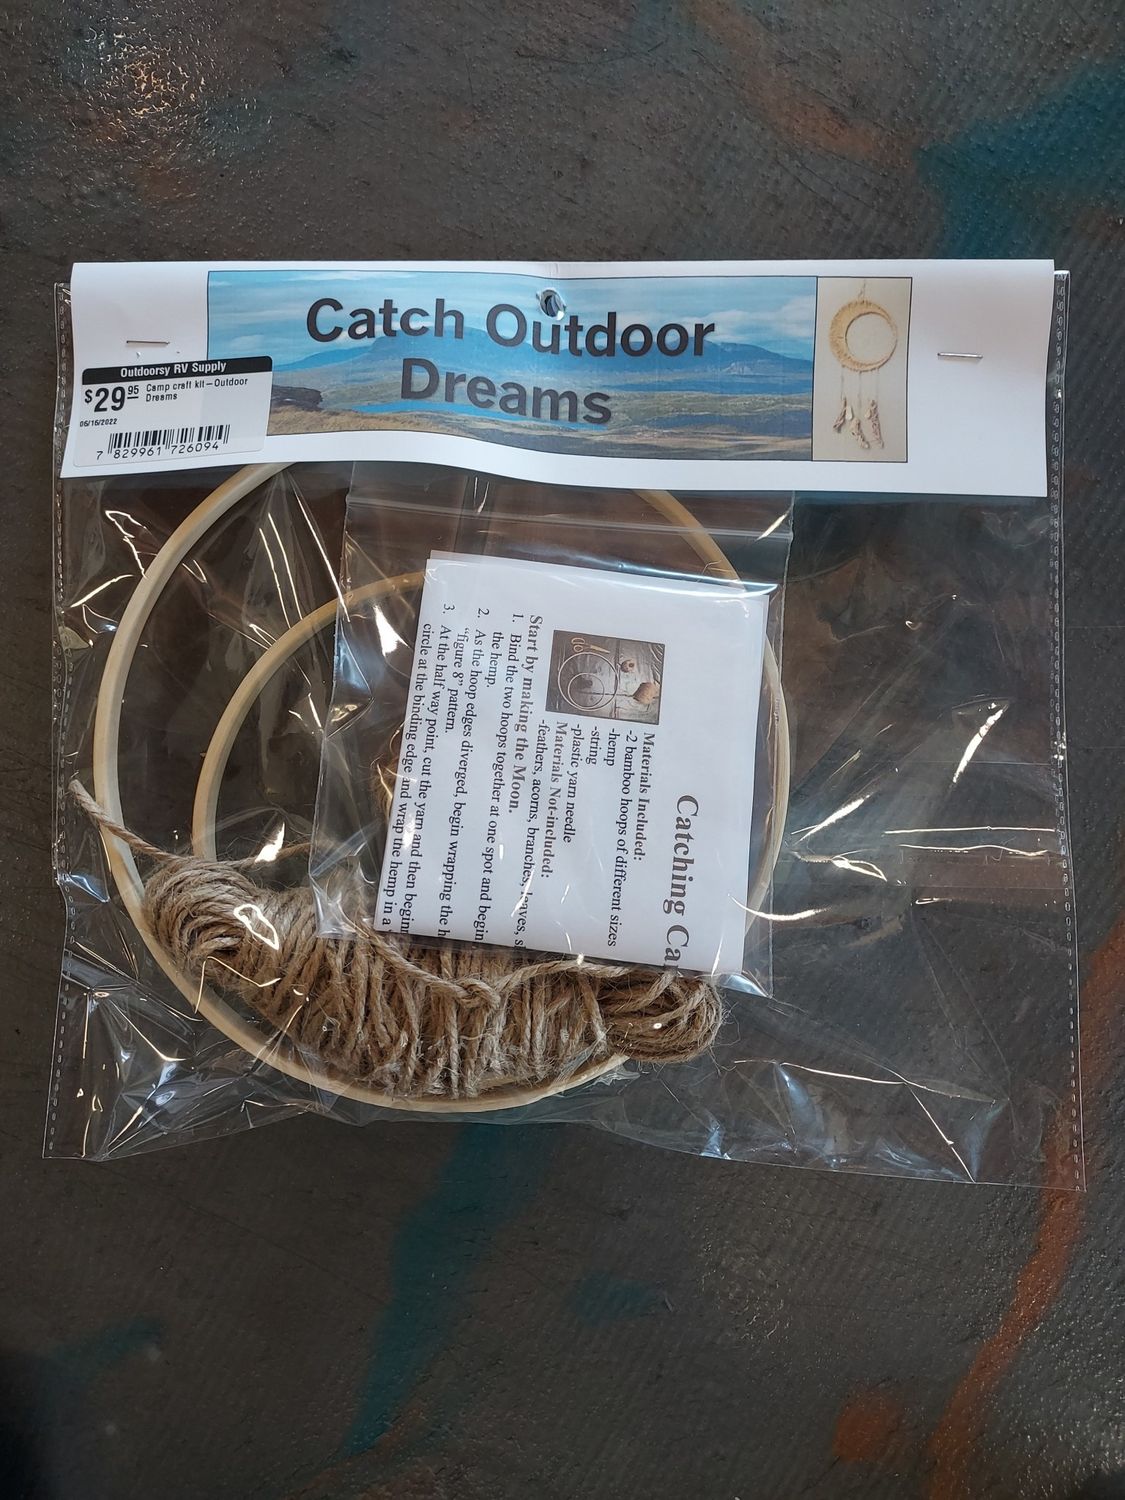 Catch Outdoor
Dreams
Outdoorsy RV Supply
$29.95
Camp craft kit—Outdoor
Dreams
06/16/2022
7 829961 726094
Catching Ca
Materials Included:
-2 bamboo hoops of different sizes
-hemp
-string
-plastic yarn needle
Materials Not-included:
-feathers, acorns, branches, leaves,
Start by making the Moon.
1. Bind the two hoops together at one spot and begin
the hemp.
2. As the hoop edges diverged, begin wrapping the
"figure 8" pattern.
3. At the half way point, cut the yarn and then
circle at the binding edge and wrap the hemp in a